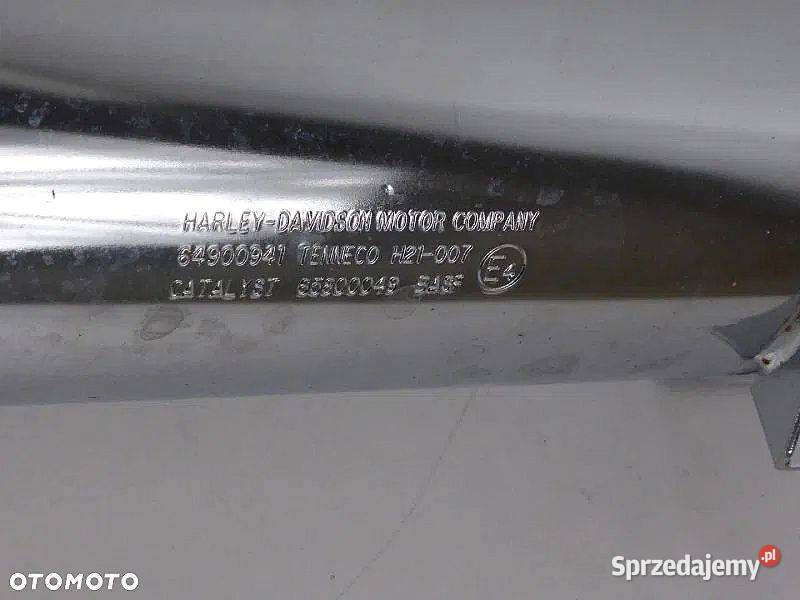 HARLEY-DAVIDSON MOTOR COMPANY
64900941 TENNECO H21-007
E4
CATALYST 65800049 BASF
OTOMOTO
Sprzedajemy.pl